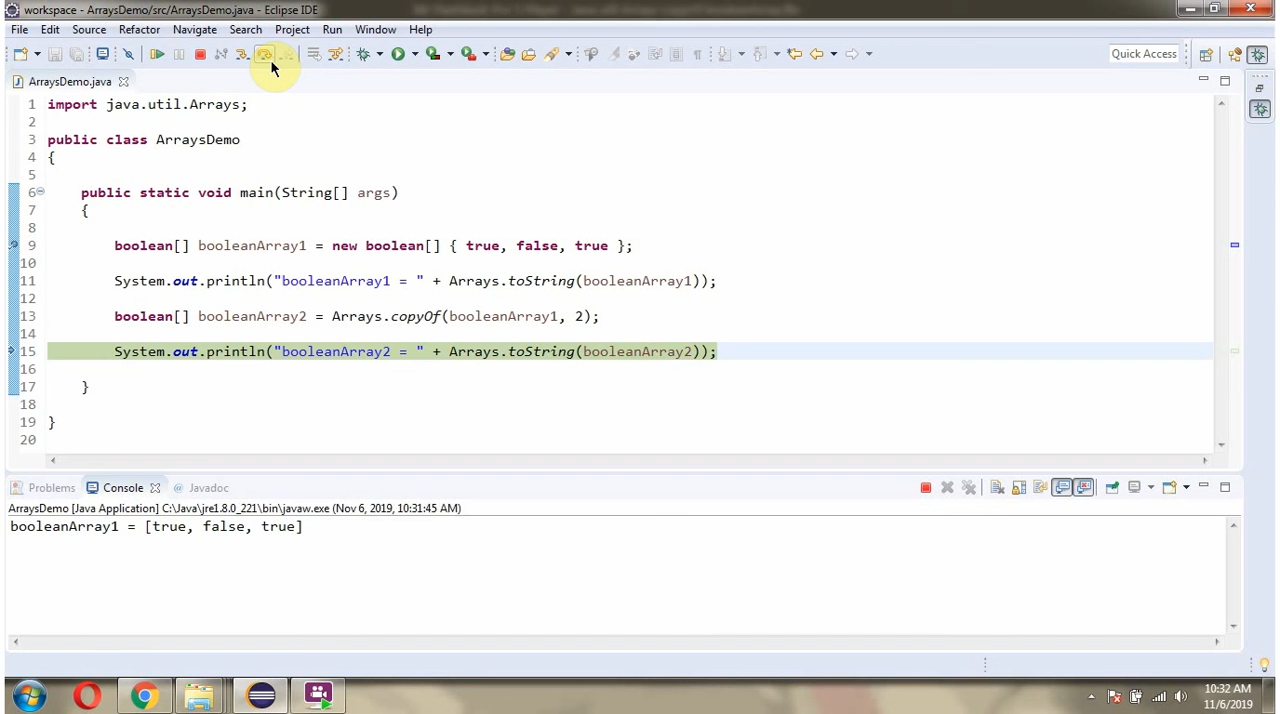 workspace - ArraysDemo/src/ArraysDemo.java - Eclipse IDE
File Edit Source Refactor Navigate Search Project Run Window Help
Quick Access
ArraysDemo.java
1 import java.util.Arrays;
2
3 public class ArraysDemo
4 {
5
6 public static void main(String[] args)
7 {
8
9 boolean[] booleanArray1 = new boolean[] { true, false, true };
10
11 System.out.println("booleanArray1 = " + Arrays.toString(booleanArray1));
12
13 boolean[] booleanArray2 = Arrays.copyOf(booleanArray1, 2);
14
15 System.out.println("booleanArray2 = " + Arrays.toString(booleanArray2));
16
17 }
18
19 }
20
Problems Console Javadoc
ArraysDemo [Java Application] C:\Java\jre1.8.0_221\bin\javaw.exe (Nov 6, 2019, 10:31:45 AM)
booleanArray1 = [true, false, true]
10:32 AM
11/6/2019